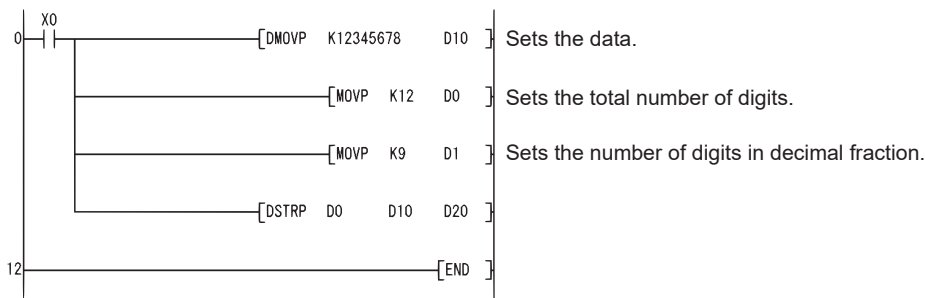 X0
0 [DMOVP K12345678 D10 ] Sets the data.
[MOVP K12 D0 ] Sets the total number of digits.
[MOVP K9 D1 ] Sets the number of digits in decimal fraction.
[DSTRP D0 D10 D20 ]
12 [END ]